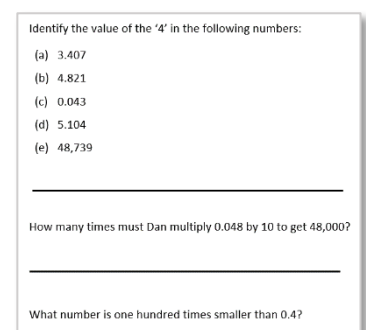 Identify the value of the ‘4’ in the following numbers:
(a) 3.407
(b) 4.821
(c) 0.043
(d) 5.104
(e) 48,739
How many times must Dan multiply 0.048 by 10 to get 48,000?
What number is one hundred times smaller than 0.4?